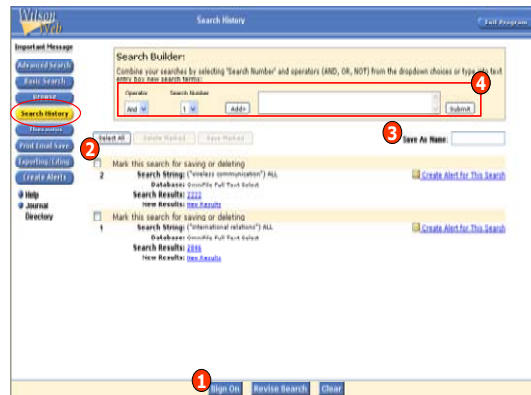 Wilson
Web
Search History
Full Program
Important Message
Advanced Search
Basic Search
Browse
Search History
Thesaurus
Print Email Save
Exporting/Citing
Create Alerts
Help
Journal
Directory
Search Builder:
Combine your searches by selecting "Search Number" and operators (AND, OR, NOT) from the dropdown choices or type into text
entry box new search terms:
4
Operator
Search Number
And
1
Add>
Submit
3
Select All
Delete Marked
Save Marked
Save As Name:
2
Mark this search for saving or deleting
2
Search String: ("wireless communication") ALL
Create Alert for This Search
Database: OmniFile Full Text Select
Search Results: 2222
New Results: New Results
Mark this search for saving or deleting
1
Search String: ("international relations") ALL
Create Alert for This Search
Database: OmniFile Full Text Select
Search Results: 2846
New Results: New Results
1
Sign On
Revise Search
Clear